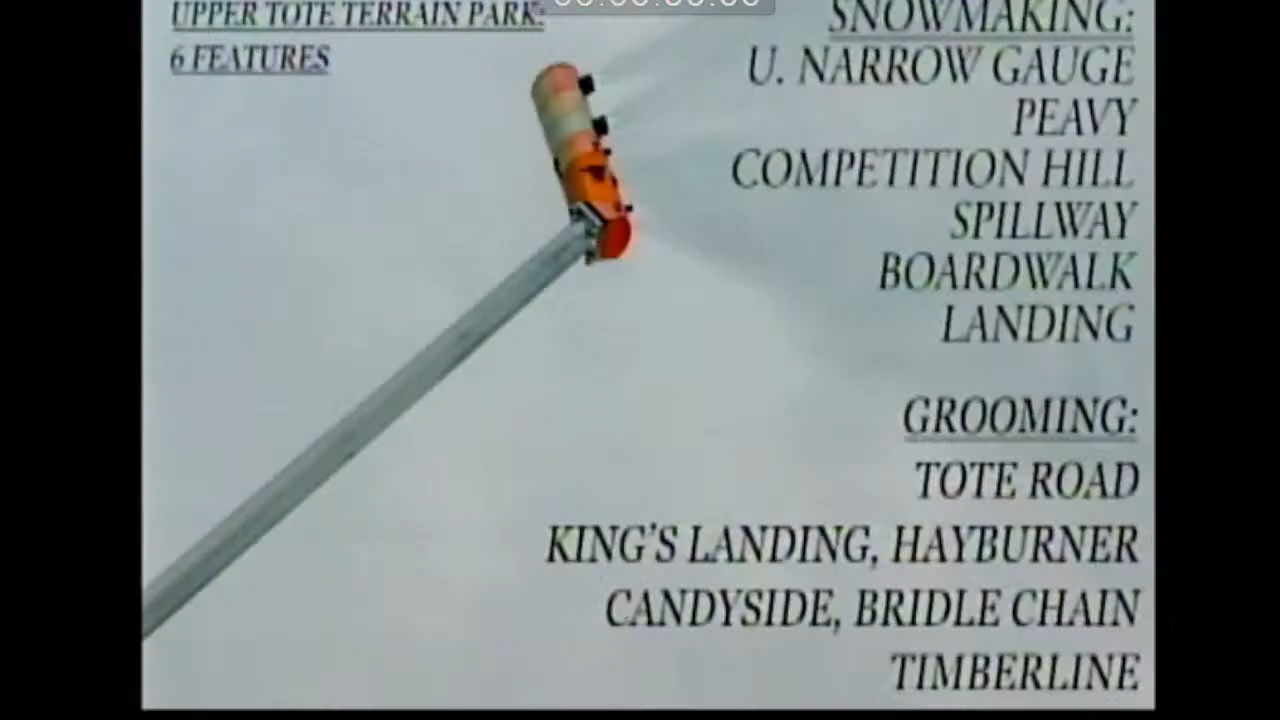 UPPER TOTE TERRAIN PARK:
6 FEATURES
SNOWMAKING:
U. NARROW GAUGE
PEAVY
COMPETITION HILL
SPILLWAY
BOARDWALK
LANDING
GROOMING:
TOTE ROAD
KING'S LANDING, HAYBURNER
CANDYSIDE, BRIDLE CHAIN
TIMBERLINE